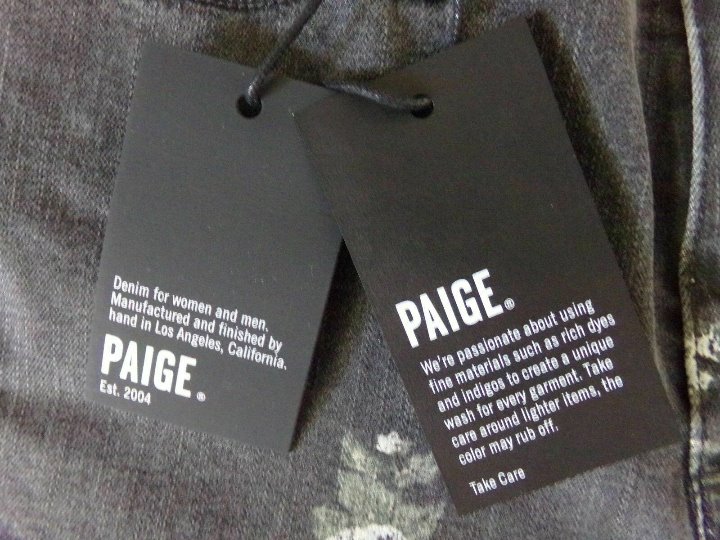 Denim for women and men.
Manufactured and finished by
hand in Los Angeles, California.
PAIGE®
Est. 2004
PAIGE®
We're passionate about using
fine materials such as rich dyes
and indigos to create a unique
wash for every garment. Take
care around lighter items, the
color may rub off.
Take Care